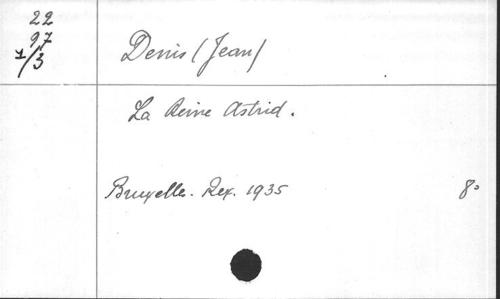 22
97
1/3
Denis (Jean)
La Reine Astrid.
Bruxelle. Rex. 1935 8°